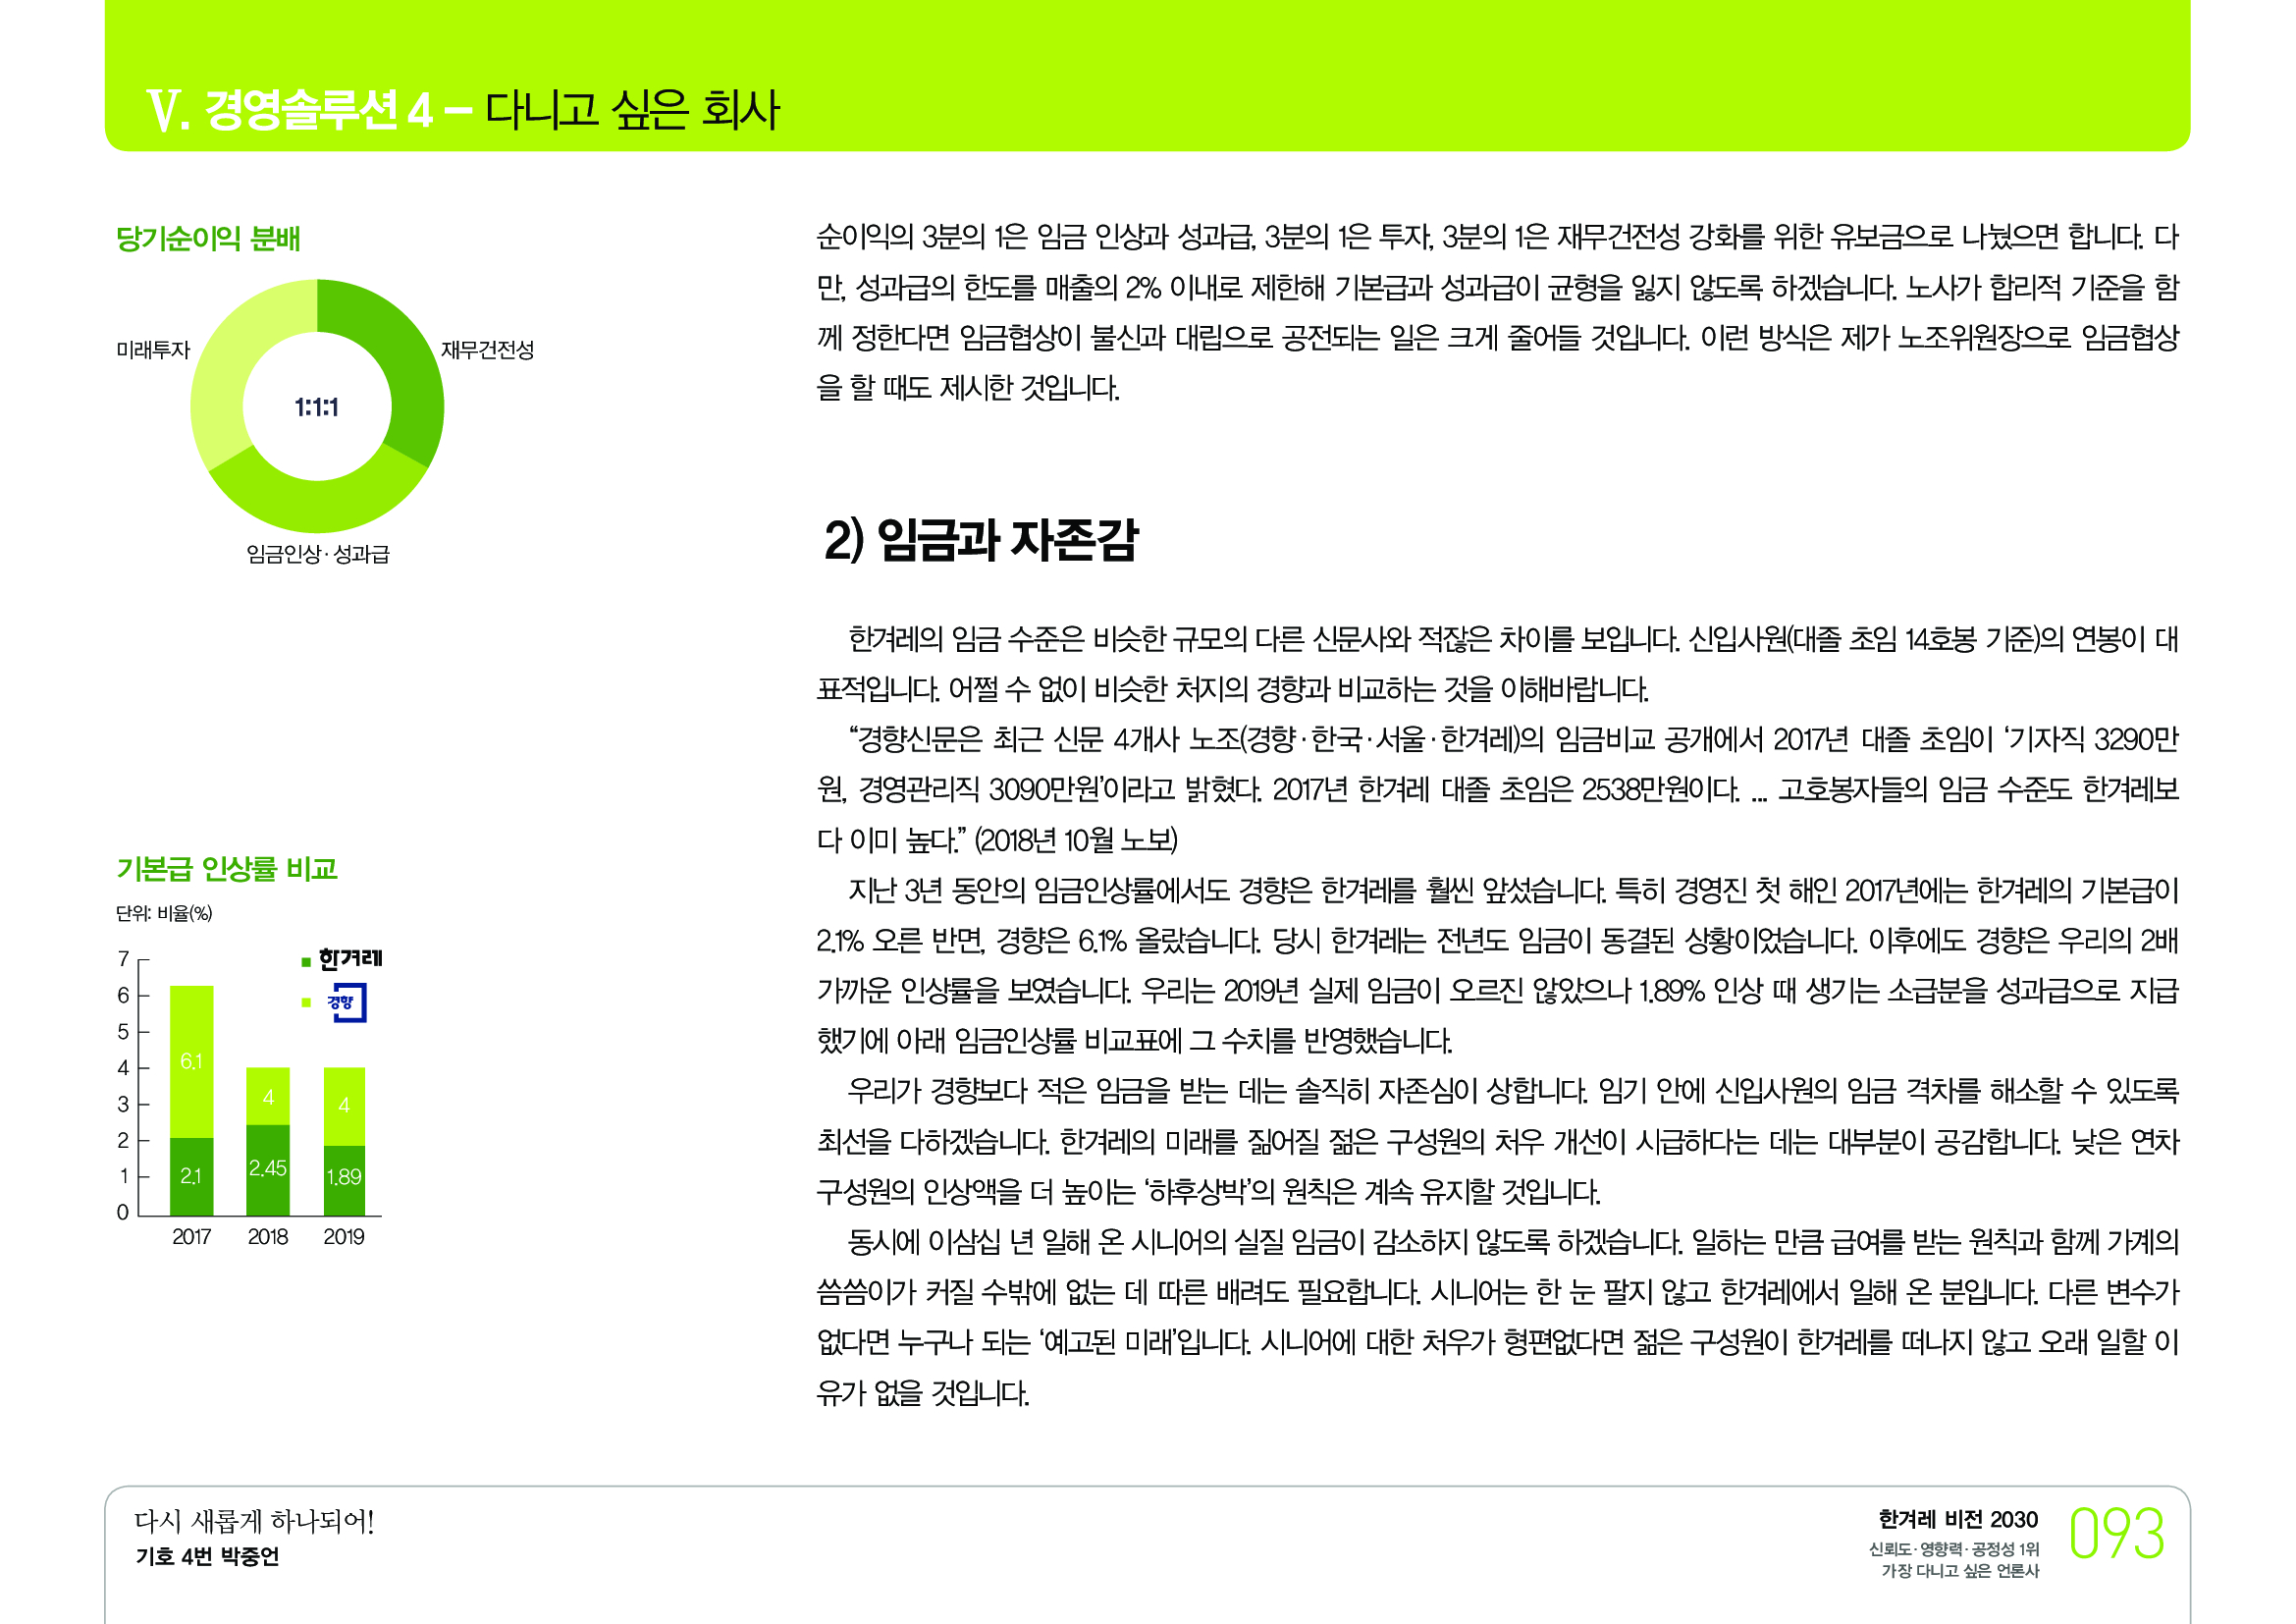 V. 경영솔루션 4 – 다니고 싶은 회사
당기순이익 분배
미래투자
재무건전성
1:1:1
임금인상·성과급
기본급 인상률 비교
단위: 비율(%)
7
6
5
4
3
2
1
0
한겨레
경향
6.1
4
4
2.1
2.45
1.89
2017
2018
2019
순이익의 3분의 1은 임금 인상과 성과급, 3분의 1은 투자, 3분의 1은 재무건전성 강화를 위한 유보금으로 나눴으면 합니다. 다
만, 성과급의 한도를 매출의 2% 이내로 제한해 기본급과 성과급이 균형을 잃지 않도록 하겠습니다. 노사가 합리적 기준을 함
께 정한다면 임금협상이 불신과 대립으로 공전되는 일은 크게 줄어들 것입니다. 이런 방식은 제가 노조위원장으로 임금협상
을 할 때도 제시한 것입니다.
2) 임금과 자존감
한겨레의 임금 수준은 비슷한 규모의 다른 신문사와 적잖은 차이를 보입니다. 신입사원(대졸 초임 14호봉 기준)의 연봉이 대
표적입니다. 어쩔 수 없이 비슷한 처지의 경향과 비교하는 것을 이해바랍니다.
“경향신문은 최근 신문 4개사 노조(경향·한국·서울·한겨레)의 임금비교 공개에서 2017년 대졸 초임이 ‘기자직 3290만
원, 경영관리직 3090만원’이라고 밝혔다. 2017년 한겨레 대졸 초임은 2538만원이다. ... 고호봉자들의 임금 수준도 한겨레보
다 이미 높다.” (2018년 10월 노보)
지난 3년 동안의 임금인상률에서도 경향은 한겨레를 훨씬 앞섰습니다. 특히 경영진 첫 해인 2017년에는 한겨레의 기본급이
2.1% 오른 반면, 경향은 6.1% 올랐습니다. 당시 한겨레는 전년도 임금이 동결된 상황이었습니다. 이후에도 경향은 우리의 2배
가까운 인상률을 보였습니다. 우리는 2019년 실제 임금이 오르진 않았으나 1.89% 인상 때 생기는 소급분을 성과급으로 지급
했기에 아래 임금인상률 비교표에 그 수치를 반영했습니다.
우리가 경향보다 적은 임금을 받는 데는 솔직히 자존심이 상합니다. 임기 안에 신입사원의 임금 격차를 해소할 수 있도록
최선을 다하겠습니다. 한겨레의 미래를 짊어질 젊은 구성원의 처우 개선이 시급하다는 데는 대부분이 공감합니다. 낮은 연차
구성원의 인상액을 더 높이는 ‘하후상박’의 원칙은 계속 유지할 것입니다.
동시에 이삼십 년 일해 온 시니어의 실질 임금이 감소하지 않도록 하겠습니다. 일하는 만큼 급여를 받는 원칙과 함께 가계의
씀씀이가 커질 수밖에 없는 데 따른 배려도 필요합니다. 시니어는 한 눈 팔지 않고 한겨레에서 일해 온 분입니다. 다른 변수가
없다면 누구나 되는 ‘예고된 미래’입니다. 시니어에 대한 처우가 형편없다면 젊은 구성원이 한겨레를 떠나지 않고 오래 일할 이
유가 없을 것입니다.
다시 새롭게 하나되어!
기호 4번 박중언
한겨레 비전 2030
신뢰도·영향력·공정성 1위
가장 다니고 싶은 언론사
093